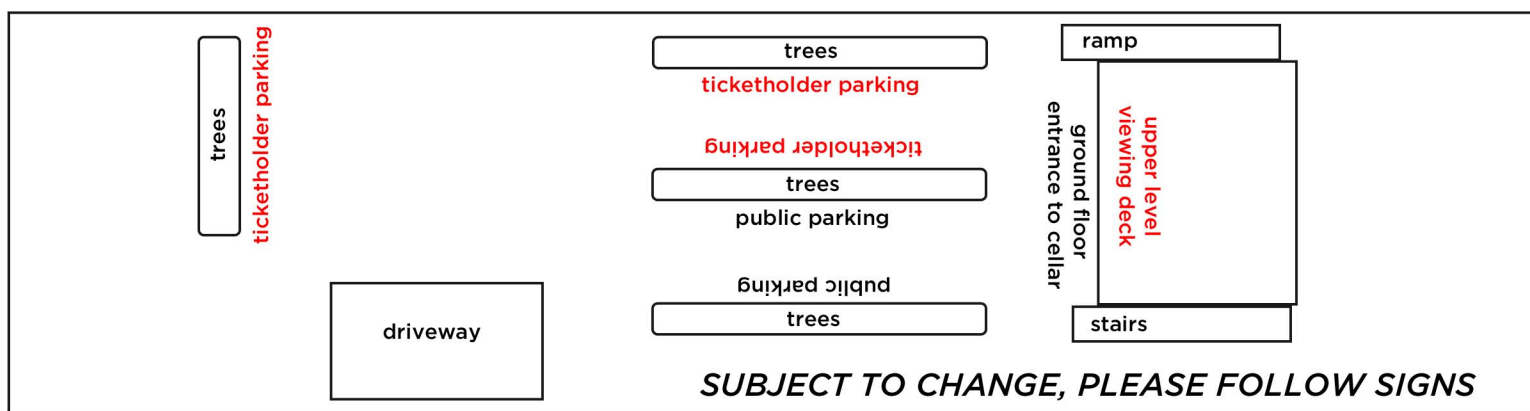 trees
ticketholder parking
trees
ticketholder parking
ticketholder parking
trees
public parking
public parking
trees
driveway
ramp
ground floor
entrance to cellar
upper level
viewing deck
stairs
SUBJECT TO CHANGE, PLEASE FOLLOW SIGNS